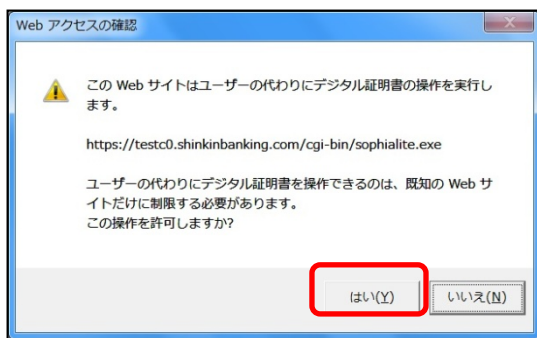 Web アクセスの確認
この Web サイトはユーザーの代わりにデジタル証明書の操作を実行し
ます。
https://testc0.shinkinbanking.com/cgi-bin/sophialite.exe
ユーザーの代わりにデジタル証明書を操作できるのは、既知の Web サ
イトだけに制限する必要があります。
この操作を許可しますか?
はい(Y)
いいえ(N)